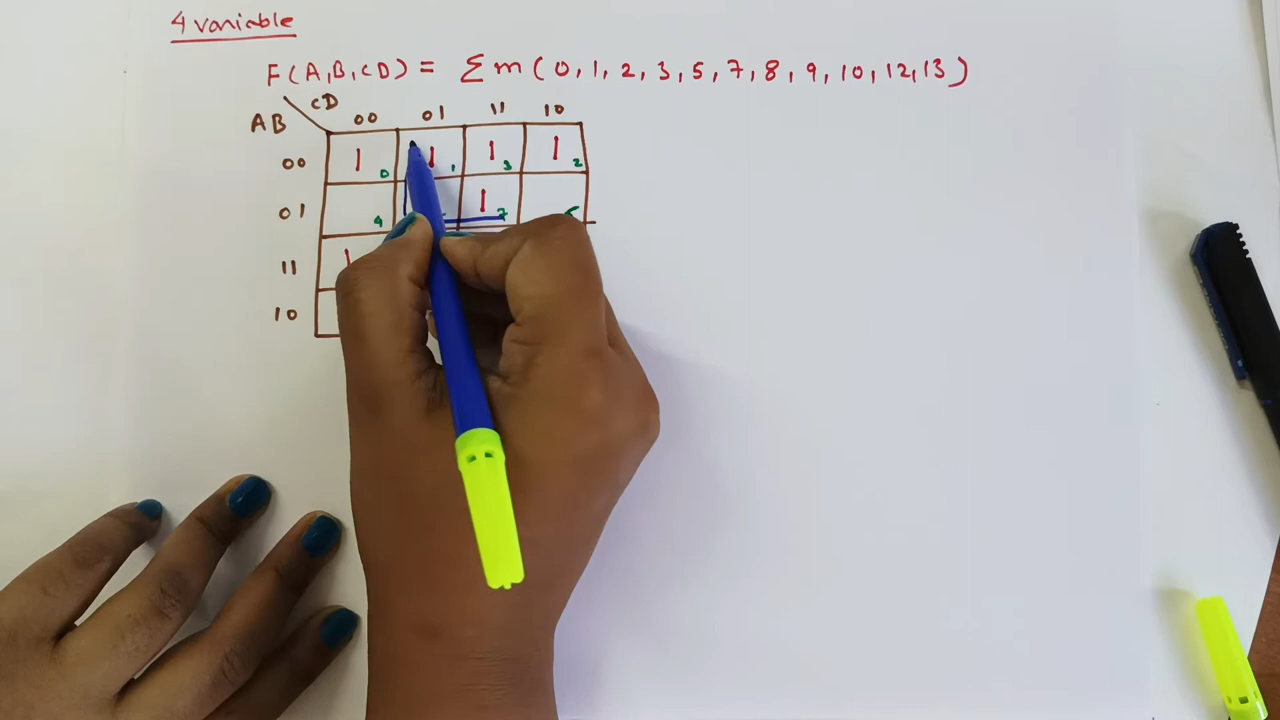 4 variable
F(A,B,CD) = Σm(0,1,2,3,5,7,8,9,10,12,13)
CD
AB 00 01 11 10
00 1 0 1 1 1 3 1 2
01 4 1 7
11 1
10